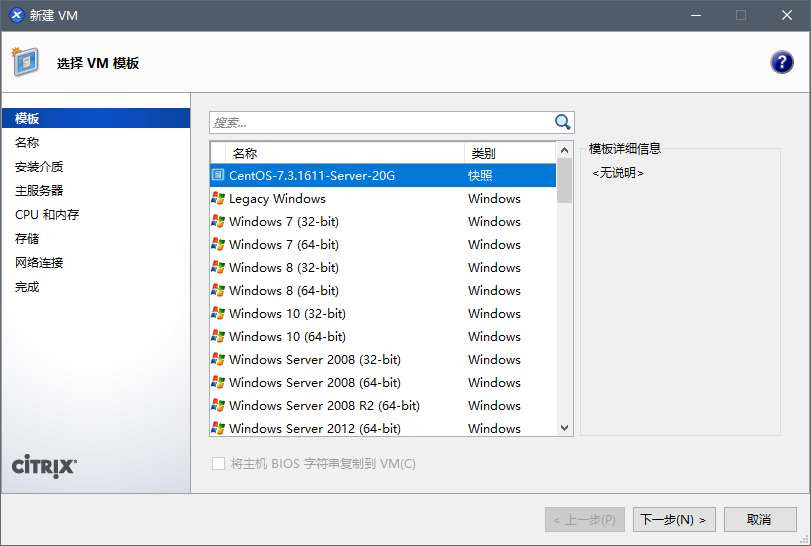 新建 VM
选择 VM 模板
?
模板
名称
安装介质
主服务器
CPU 和内存
存储
网络连接
完成
CITRIX
搜索...
名称 类别
CentOS-7.3.1611-Server-20G 快照
Legacy Windows Windows
Windows 7 (32-bit) Windows
Windows 7 (64-bit) Windows
Windows 8 (32-bit) Windows
Windows 8 (64-bit) Windows
Windows 10 (32-bit) Windows
Windows 10 (64-bit) Windows
Windows Server 2008 (32-bit) Windows
Windows Server 2008 (64-bit) Windows
Windows Server 2008 R2 (64-bit) Windows
Windows Server 2012 (64-bit) Windows
模板详细信息
<无说明>
将主机 BIOS 字符串复制到 VM(C)
< 上一步(P) 下一步(N) > 取消